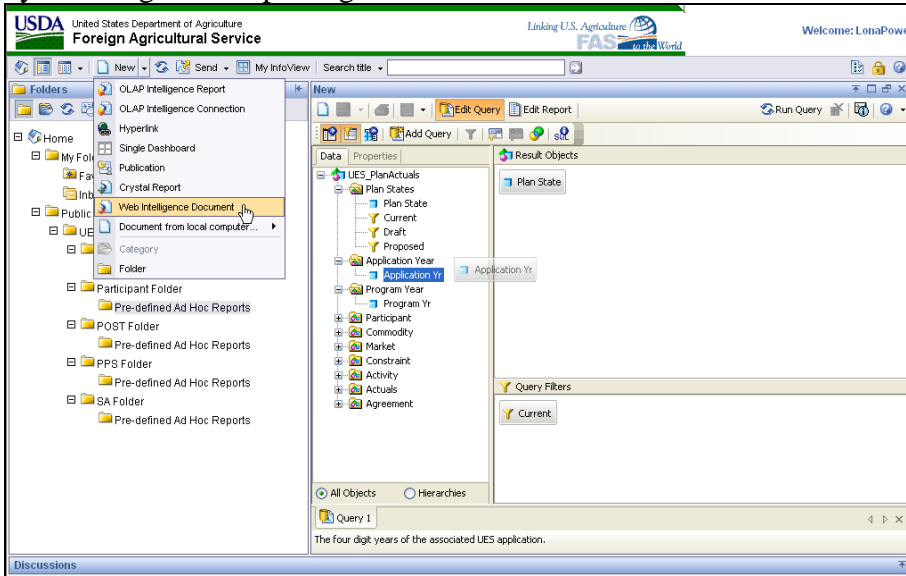 USDA United States Department of Agriculture
Foreign Agricultural Service
Linking U.S. Agriculture
FAS to the World
Welcome: LonaPowe
New Send My InfoView Search title
Folders
New
OLAP Intelligence Report
OLAP Intelligence Connection
Hyperlink
Single Dashboard
Publication
Crystal Report
Web Intelligence Document
Document from local computer...
Category
Folder
Home
My Fol
Fav
Inb
Public
UE
Participant Folder
Pre-defined Ad Hoc Reports
POST Folder
Pre-defined Ad Hoc Reports
PPS Folder
Pre-defined Ad Hoc Reports
SA Folder
Pre-defined Ad Hoc Reports
Edit Query Edit Report Run Query
Add Query
Data Properties
UES_PlanActuals
Plan States
Plan State
Current
Draft
Proposed
Application Year
Application Yr
Program Year
Program Yr
Participant
Commodity
Market
Constraint
Activity
Actuals
Agreement
All Objects Hierarchies
Result Objects
Plan State
Application Yr
Query Filters
Current
Query 1
The four digit years of the associated UES application.
Discussions